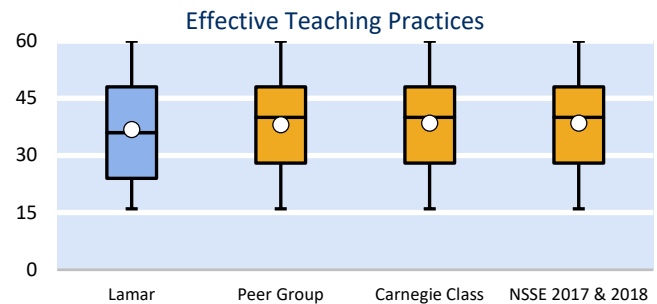 Effective Teaching Practices
60
45
30
15
0
Lamar Peer Group Carnegie Class NSSE 2017 & 2018